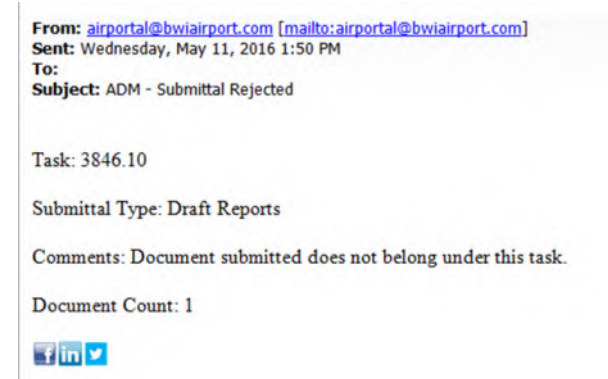 From: airportal@bwiairport.com [mailto:airportal@bwiairport.com]
Sent: Wednesday, May 11, 2016 1:50 PM
To:
Subject: ADM - Submittal Rejected
Task: 3846.10
Submittal Type: Draft Reports
Comments: Document submitted does not belong under this task.
Document Count: 1
f in